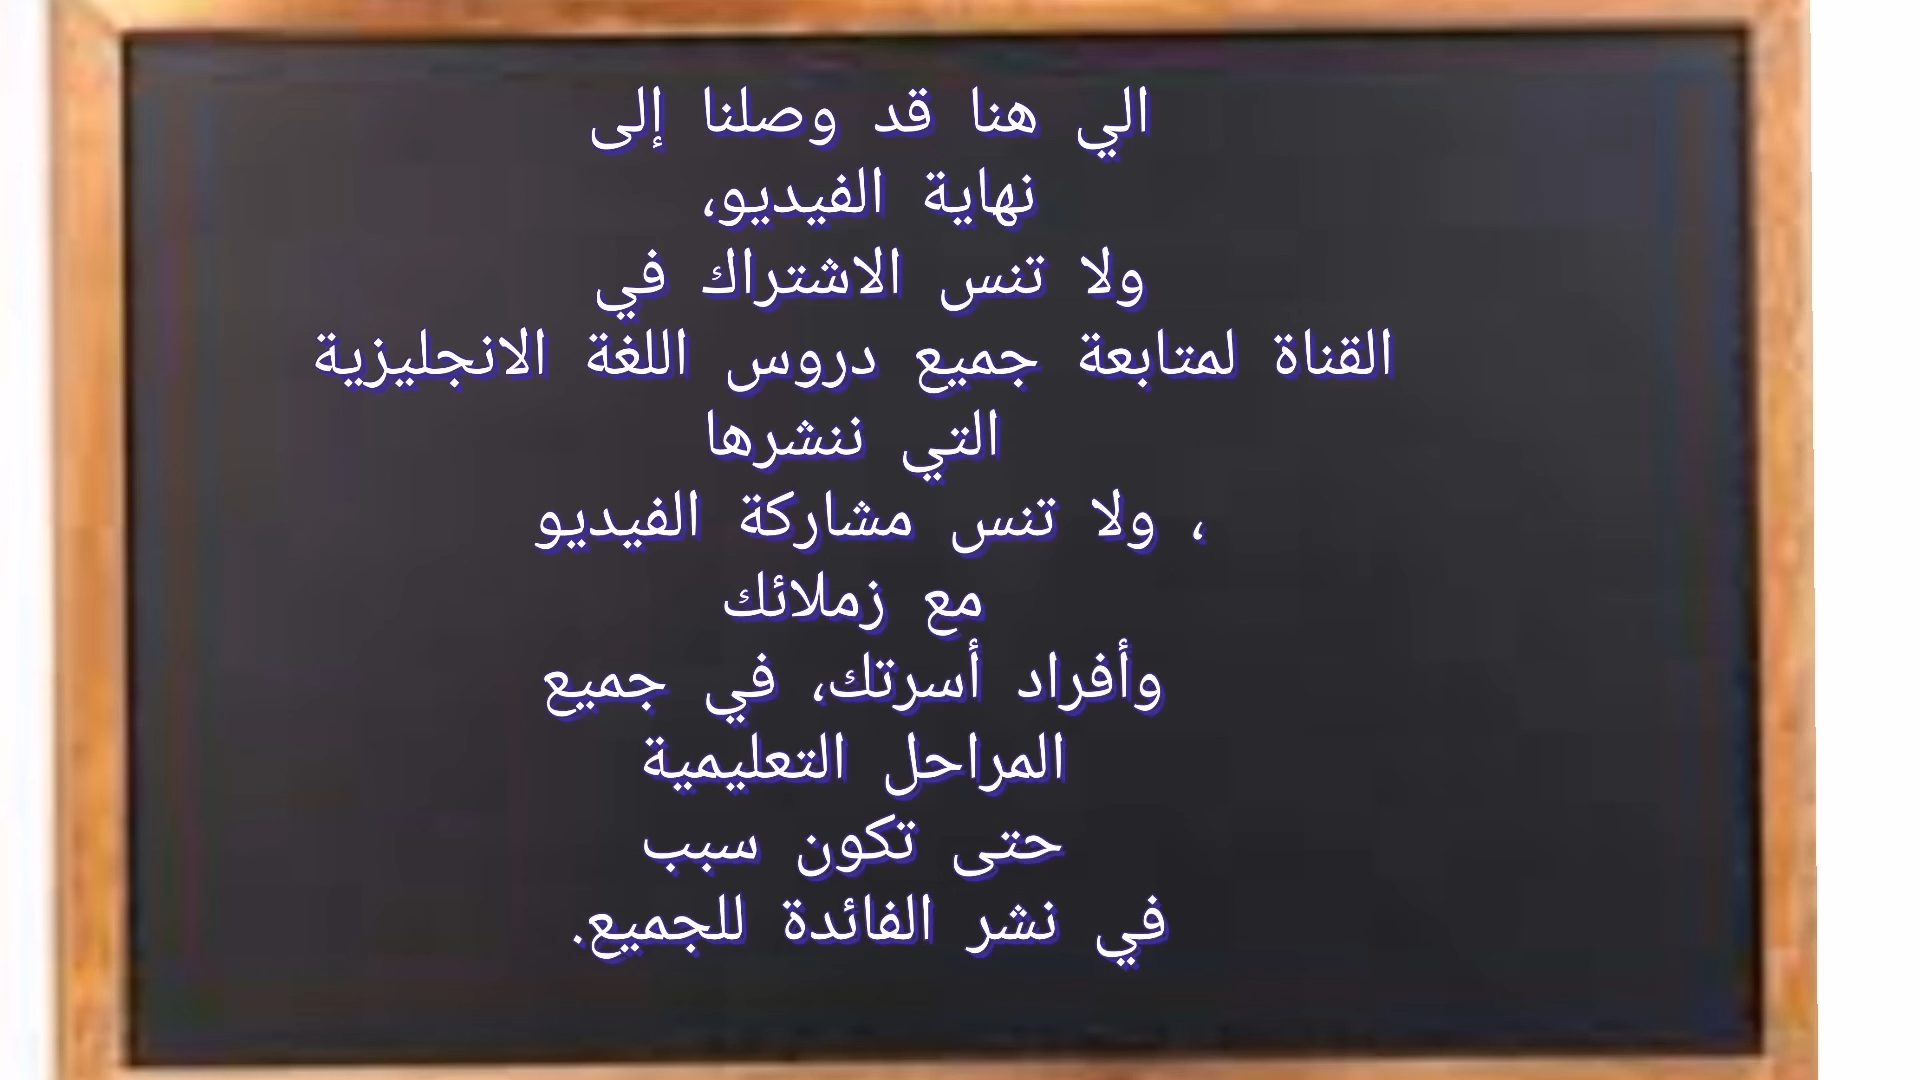 الي هنا قد وصلنا إلى
نهاية الفيديو،
ولا تنس الاشتراك في
القناة لمتابعة جميع دروس اللغة الانجليزية
التي ننشرها
، ولا تنس مشاركة الفيديو
مع زملائك
وأفراد أسرتك، في جميع
المراحل التعليمية
حتى تكون سبب
في نشر الفائدة للجميع.